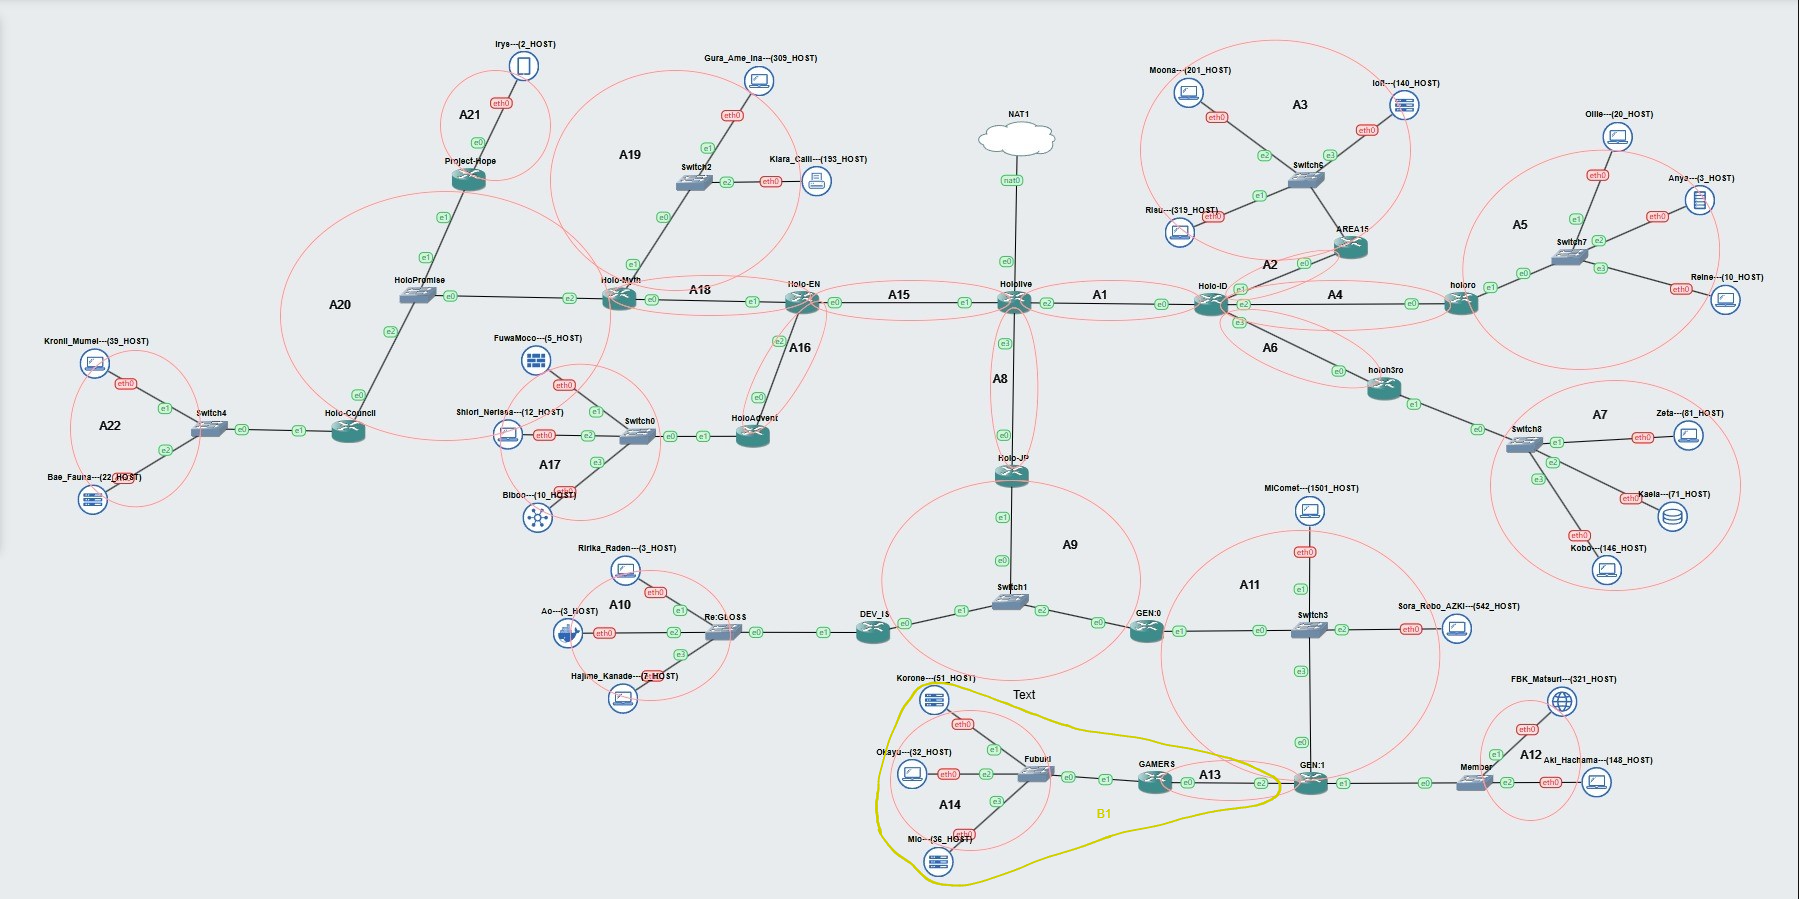 Irys---(2_HOST)
eth0
A21
e0
Project-Hope
e1
Gura_Ame_Ina---(309_HOST)
eth0
A19
e1
Switch2
e2
eth0
Kiara_Calli---(193_HOST)
e0
e1
NAT1
nat0
e0
Moona---(201_HOST)
eth0
Iofi---(140_HOST)
eth0
A3
e2
e3
Switch6
e1
Risu---(319_HOST)
eth0
AREA15
A2
e0
e1
Ollie---(20_HOST)
eth0
Anya---(3_HOST)
eth0
A5
e1
Switch7
e2
e3
e0
Reine---(10_HOST)
eth0
A20
e1
HoloPromise
e0
e2
Holo-Myth
e0
A18
e1
Holo-EN
e0
A15
e1
Hololive
e2
A1
e0
Holo-ID
e2
A4
e0
holoro
e1
e2
e0
Holo-Council
e1
Kronii_Mumei---(39_HOST)
eth0
e1
A22
Switch4
e0
e2
Bae_Fauna---(22_HOST)
eth0
FuwaMoco---(5_HOST)
eth0
e1
Shiori_Nerissa---(12_HOST)
eth0
e2
Switch0
e0
e1
HoloAdvent
A17
e3
Biboo---(10_HOST)
eth0
e2
A16
e0
e3
A8
e0
Holo-JP
e1
e3
A6
e0
holoh3ro
e1
e0
Switch8
A7
Zeta---(81_HOST)
e1
eth0
e2
e3
eth0
Kaela---(71_HOST)
eth0
Kobo---(146_HOST)
Ririka_Raden---(3_HOST)
eth0
A10
e1
Ao---(3_HOST)
eth0
e2
Re:GLOSS
e0
e1
e3
Hajime_Kanade---(7_HOST)
eth0
DEV_IS
e0
e1
A9
e0
Switch1
e2
e0
GEN:0
e1
MiComet---(1501_HOST)
eth0
A11
e1
e0
Switch3
e2
eth0
Sora_Robo_AZKi---(542_HOST)
e3
e0
Korone---(51_HOST)
Text
eth0
e1
Okayu---(32_HOST)
eth0
e2
Fubuki
e0
e1
GAMERS
e0
A13
e2
GEN:1
e1
e0
Member
A14
e3
Mio---(36_HOST)
eth0
B1
FBK_Matsuri---(321_HOST)
eth0
e1
A12
e2
eth0
Aki_Hachama---(148_HOST)